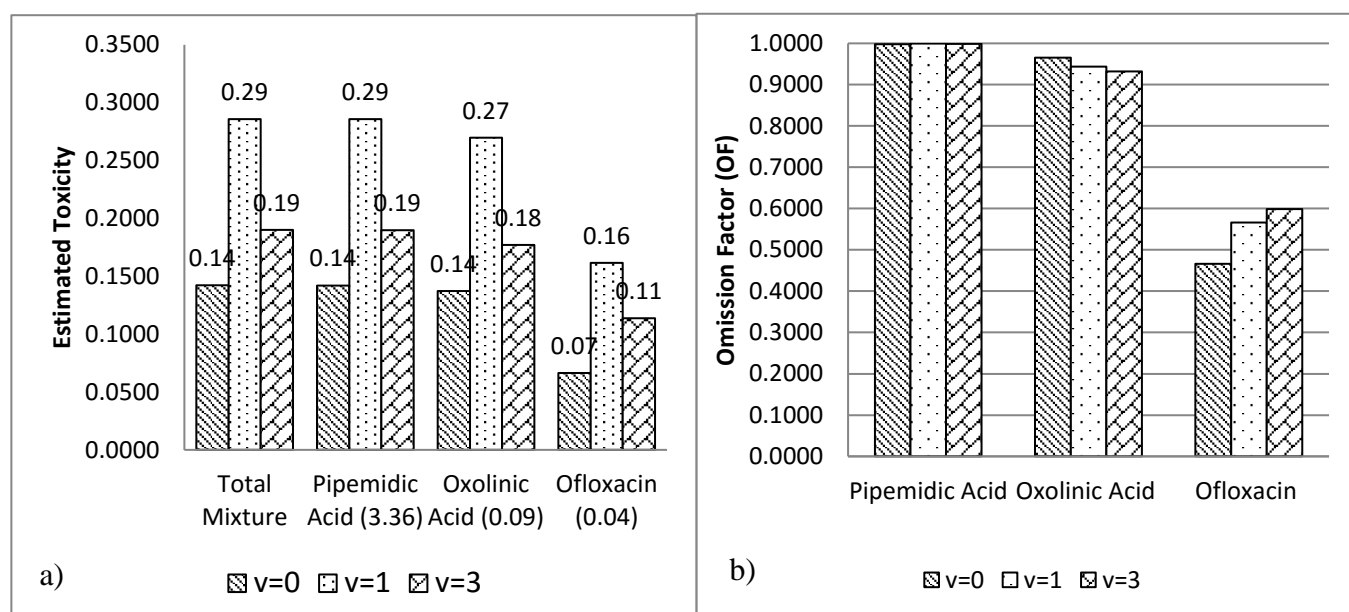 0.3500
0.3000
0.2500
0.2000
0.1500
0.1000
0.0500
0.0000
Estimated Toxicity
0.14
0.29
0.19
0.14
0.29
0.19
0.14
0.27
0.18
0.07
0.16
0.11
Total
Mixture
Pipemidic
Acid (3.36)
Oxolinic
Acid (0.09)
Ofloxacin
(0.04)
a)
v=0 v=1 v=3
1.0000
0.9000
0.8000
0.7000
0.6000
0.5000
0.4000
0.3000
0.2000
0.1000
0.0000
Omission Factor (OF)
Pipemidic Acid Oxolinic Acid Ofloxacin
b)
v=0 v=1 v=3